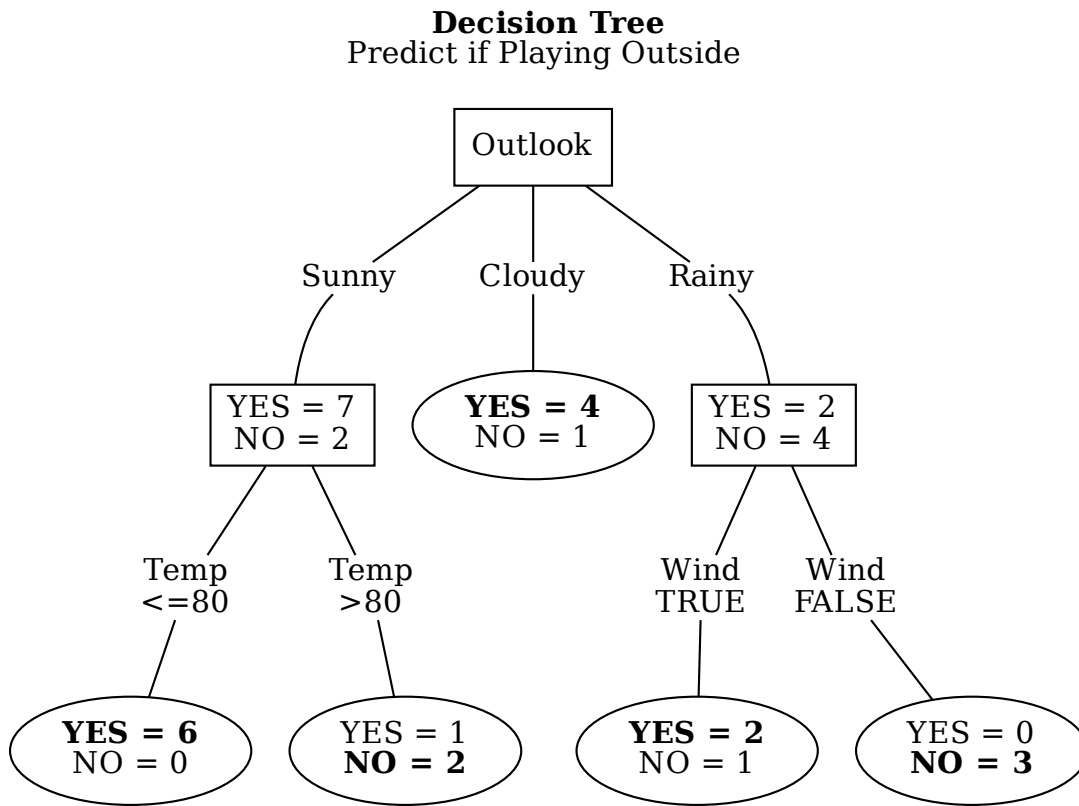 Decision Tree
Predict if Playing Outside
Outlook
Sunny
Cloudy
Rainy
YES = 7
NO = 2
YES = 4
NO = 1
YES = 2
NO = 4
Temp
<=80
Temp
>80
Wind
TRUE
Wind
FALSE
YES = 6
NO = 0
YES = 1
NO = 2
YES = 2
NO = 1
YES = 0
NO = 3